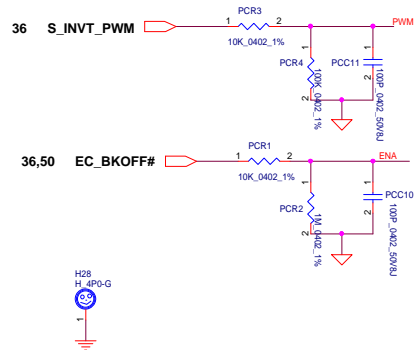 36 S_INVT_PWM
PCR3
1 2
10K_0402_1%
PWM
1
PCR4
100K_0402_1%
2
1
PCC11
100P_0402_50V8J
2
36,50 EC_BKOFF#
PCR1
1 2
10K_0402_1%
ENA
1
PCR2
1M_0402_1%
2
1
PCC10
100P_0402_50V8J
2
H28
H_4P0-G
1